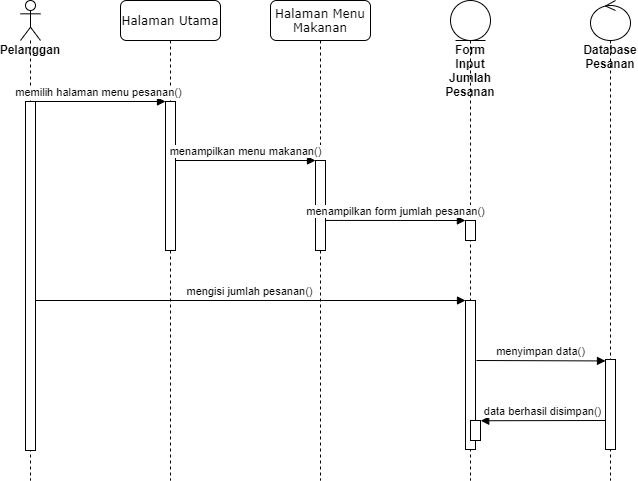 Pelanggan
Halaman Utama
Halaman Menu
Makanan
Form
Input
Jumlah
Pesanan
Database
Pesanan
memilih halaman menu pesanan()
menampilkan menu makanan()
menampilkan form jumlah pesanan()
mengisi jumlah pesanan()
menyimpan data()
data berhasil disimpan()